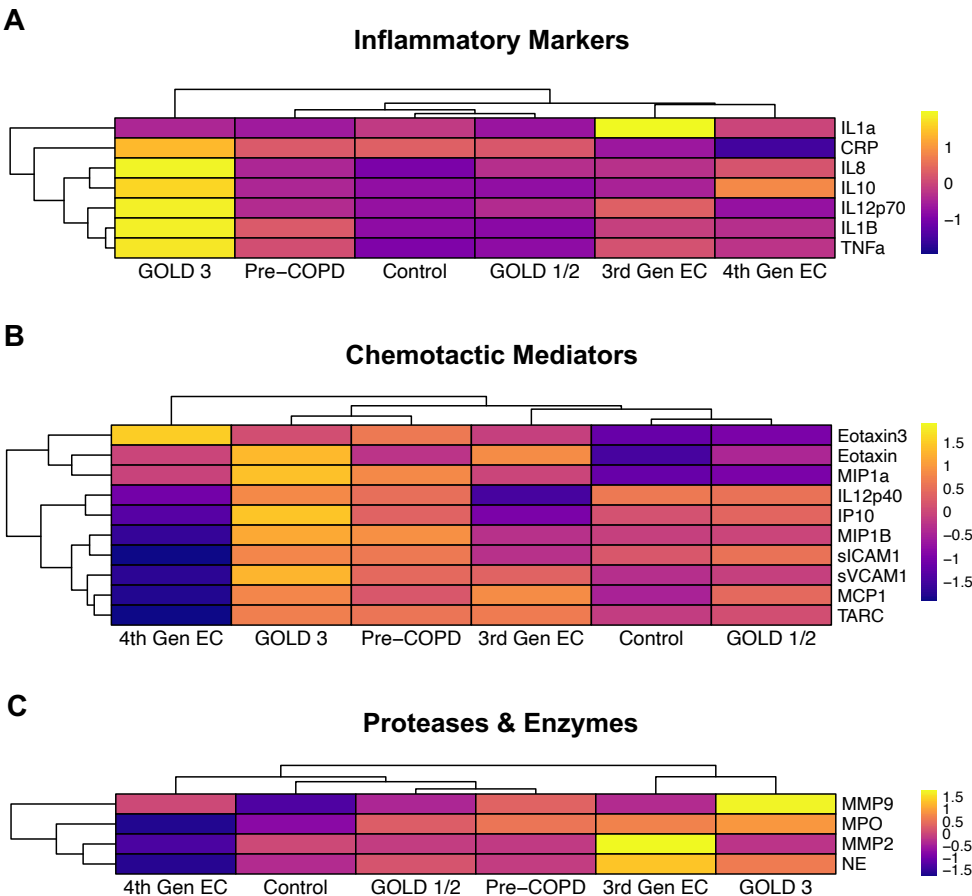 A
Inflammatory Markers
IL1a
CRP
IL8
IL10
IL12p70
IL1B
TNFa
GOLD 3 Pre−COPD Control GOLD 1/2 3rd Gen EC 4th Gen EC
1
0
−1
B
Chemotactic Mediators
Eotaxin3
Eotaxin
MIP1a
IL12p40
IP10
MIP1B
sICAM1
sVCAM1
MCP1
TARC
4th Gen EC GOLD 3 Pre−COPD 3rd Gen EC Control GOLD 1/2
1.5
1
0.5
0
−0.5
−1
−1.5
C
Proteases & Enzymes
MMP9
MPO
MMP2
NE
4th Gen EC Control GOLD 1/2 Pre−COPD 3rd Gen EC GOLD 3
1.5
1
0.5
0
−0.5
−1
−1.5